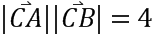 |C⃗A||C⃗B| = 4